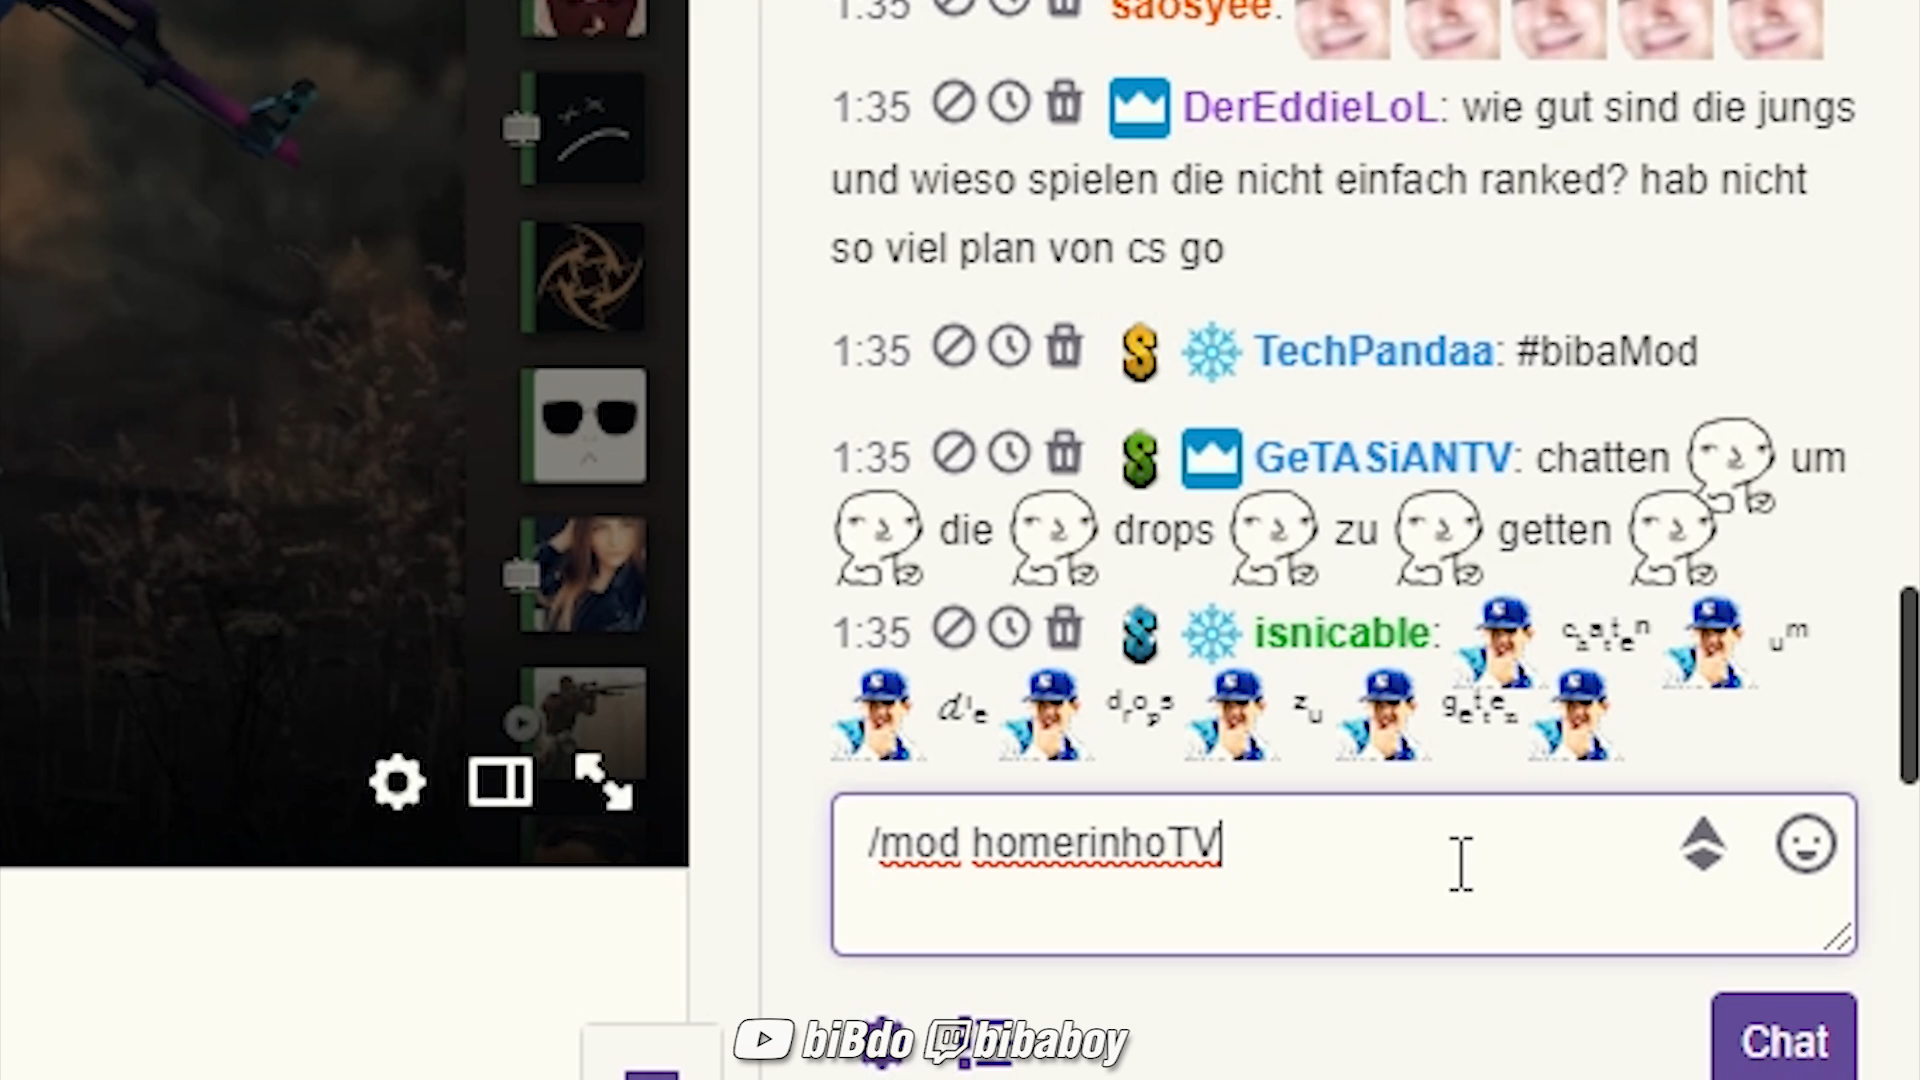 1:35 saosyee:
1:35 DerEddieLoL: wie gut sind die jungs
und wieso spielen die nicht einfach ranked? hab nicht
so viel plan von cs go
1:35 TechPandaa: #bibaMod
1:35 GeTASiANTV: chatten um
die drops zu getten
1:35 isnicable: chatten um
die drops zu getten
/mod homerinhoTV
Chat
biBdo bibaboy